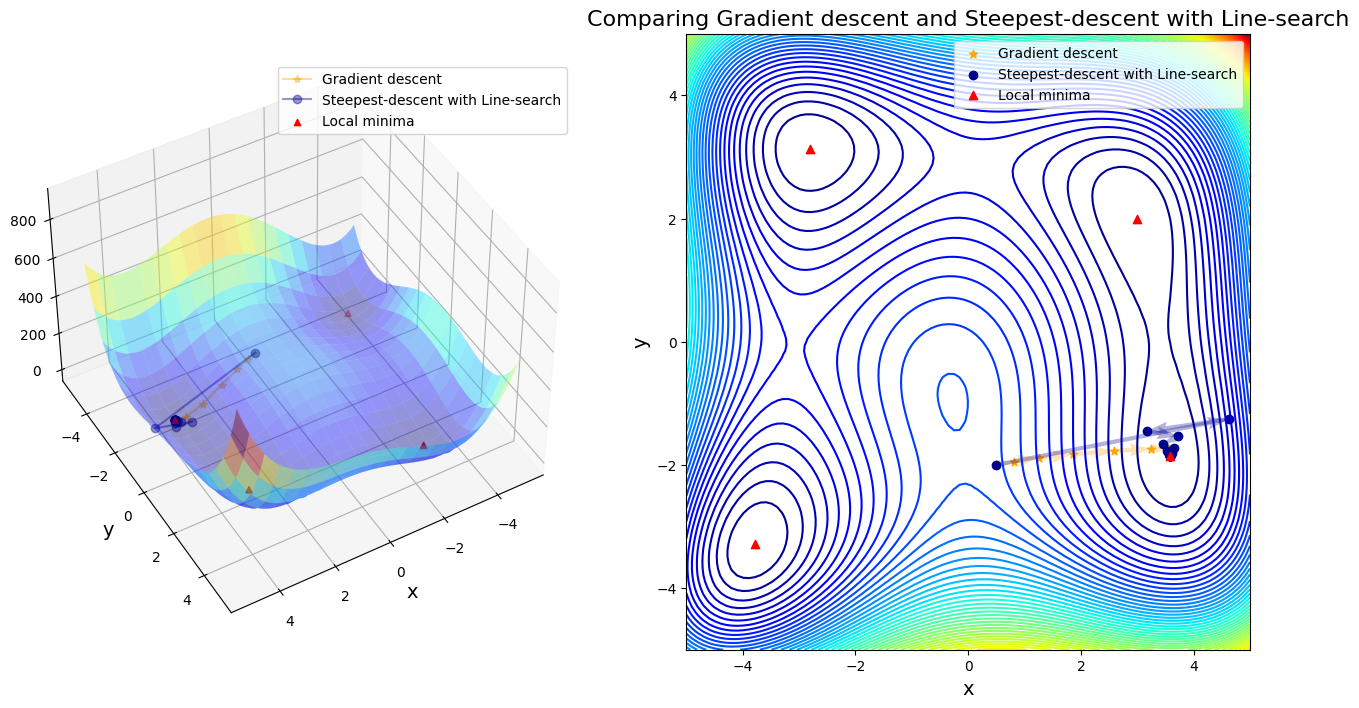 Comparing Gradient descent and Steepest-descent with Line-search
Gradient descent
Steepest-descent with Line-search
Local minima
800
600
400
200
0
−4
−2
0
2
4
y
4
2
0
−2
−4
x
Gradient descent
Steepest-descent with Line-search
Local minima
4
2
0
−2
−4
y
−4
−2
0
2
4
x